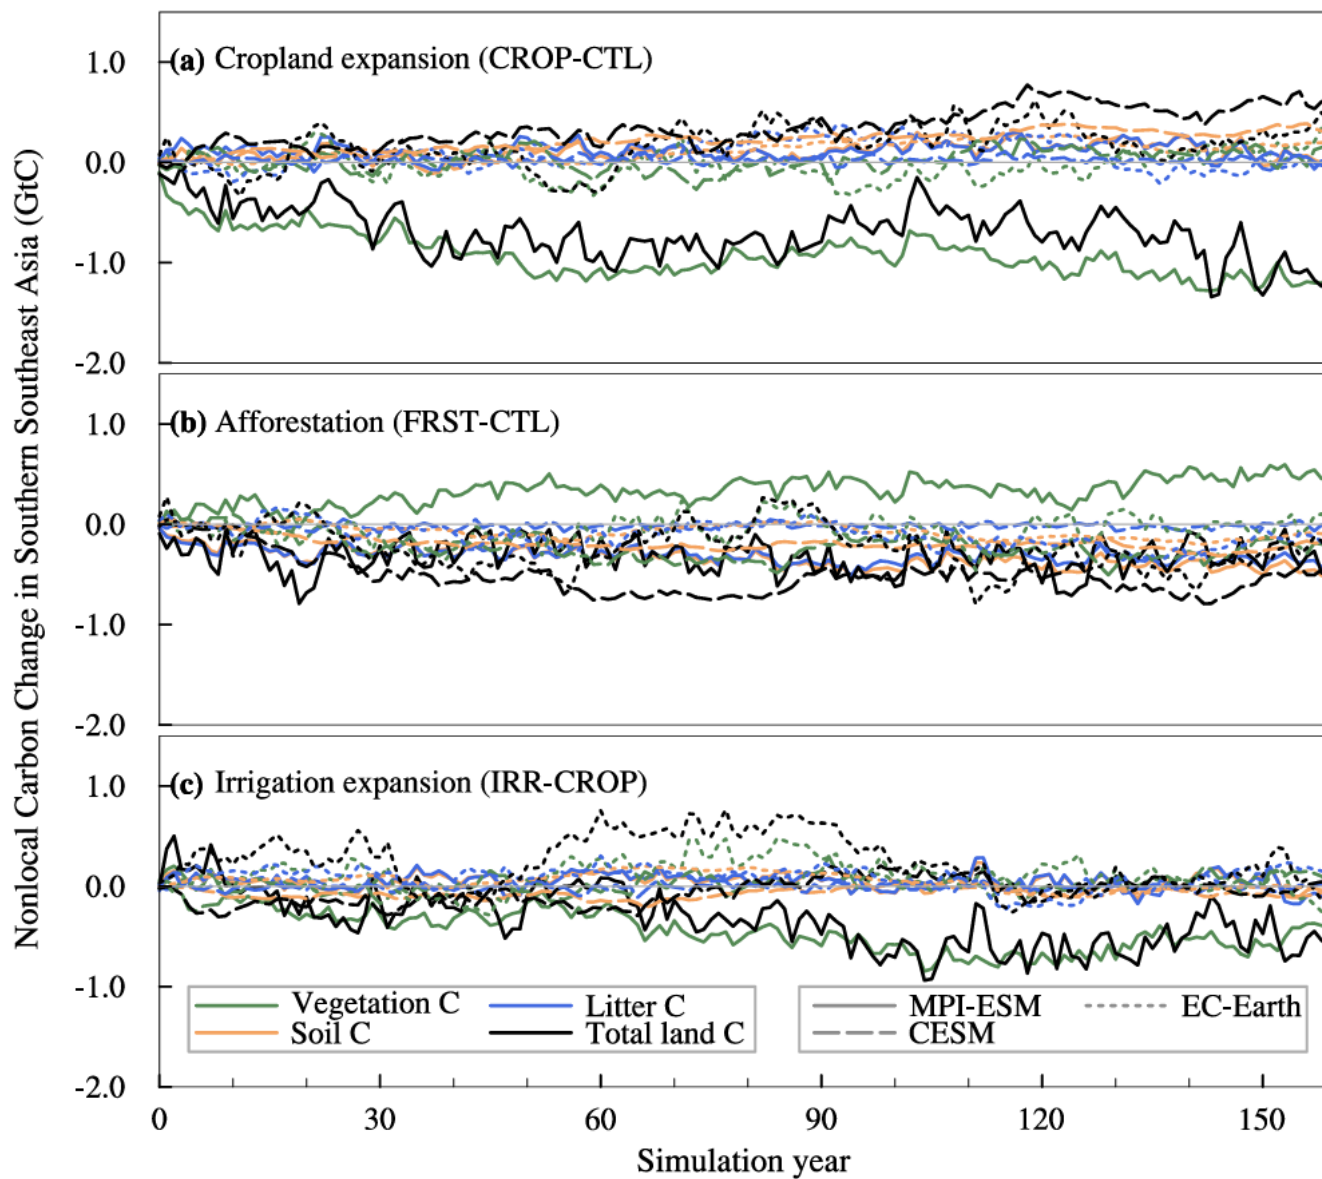 Nonlocal Carbon Change in Southern Southeast Asia (GtC)
(a) Cropland expansion (CROP-CTL)
1.0
0.0
-1.0
-2.0
(b) Afforestation (FRST-CTL)
1.0
0.0
-1.0
-2.0
(c) Irrigation expansion (IRR-CROP)
1.0
0.0
-1.0
-2.0
Vegetation C Litter C MPI-ESM EC-Earth
Soil C Total land C CESM
0 30 60 90 120 150
Simulation year